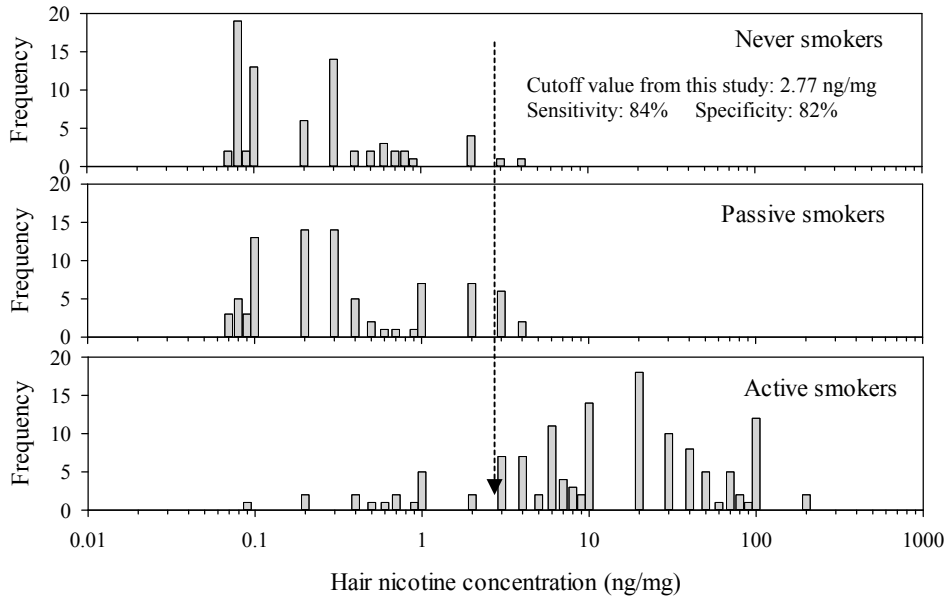 20
15
10
5
0
Frequency
Never smokers
Cutoff value from this study: 2.77 ng/mg
Sensitivity: 84% Specificity: 82%
20
15
10
5
0
Frequency
Passive smokers
20
15
10
5
0
Frequency
Active smokers
0.01 0.1 1 10 100 1000
Hair nicotine concentration (ng/mg)